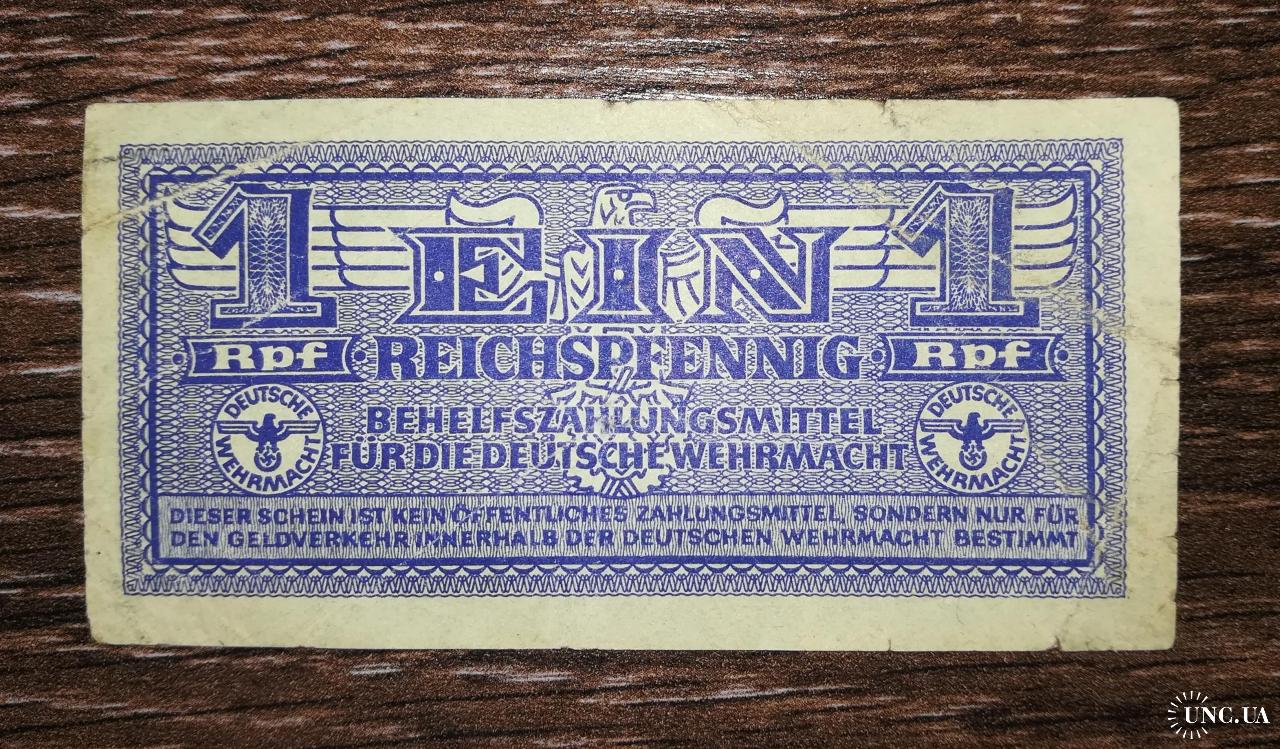 1 EIN 1
Rpf REICHSPFENNIG Rpf
DEUTSCHE WEHRMACHT
BEHELFSZAHLUNGSMITTEL
FÜR DIE DEUTSCHE WEHRMACHT
DEUTSCHE WEHRMACHT
DIESER SCHEIN IST KEIN ÖFFENTLICHES ZAHLUNGSMITTEL, SONDERN NUR FÜR
DEN GELDVERKEHR INNERHALB DER DEUTSCHEN WEHRMACHT BESTIMMT
UNC.UA